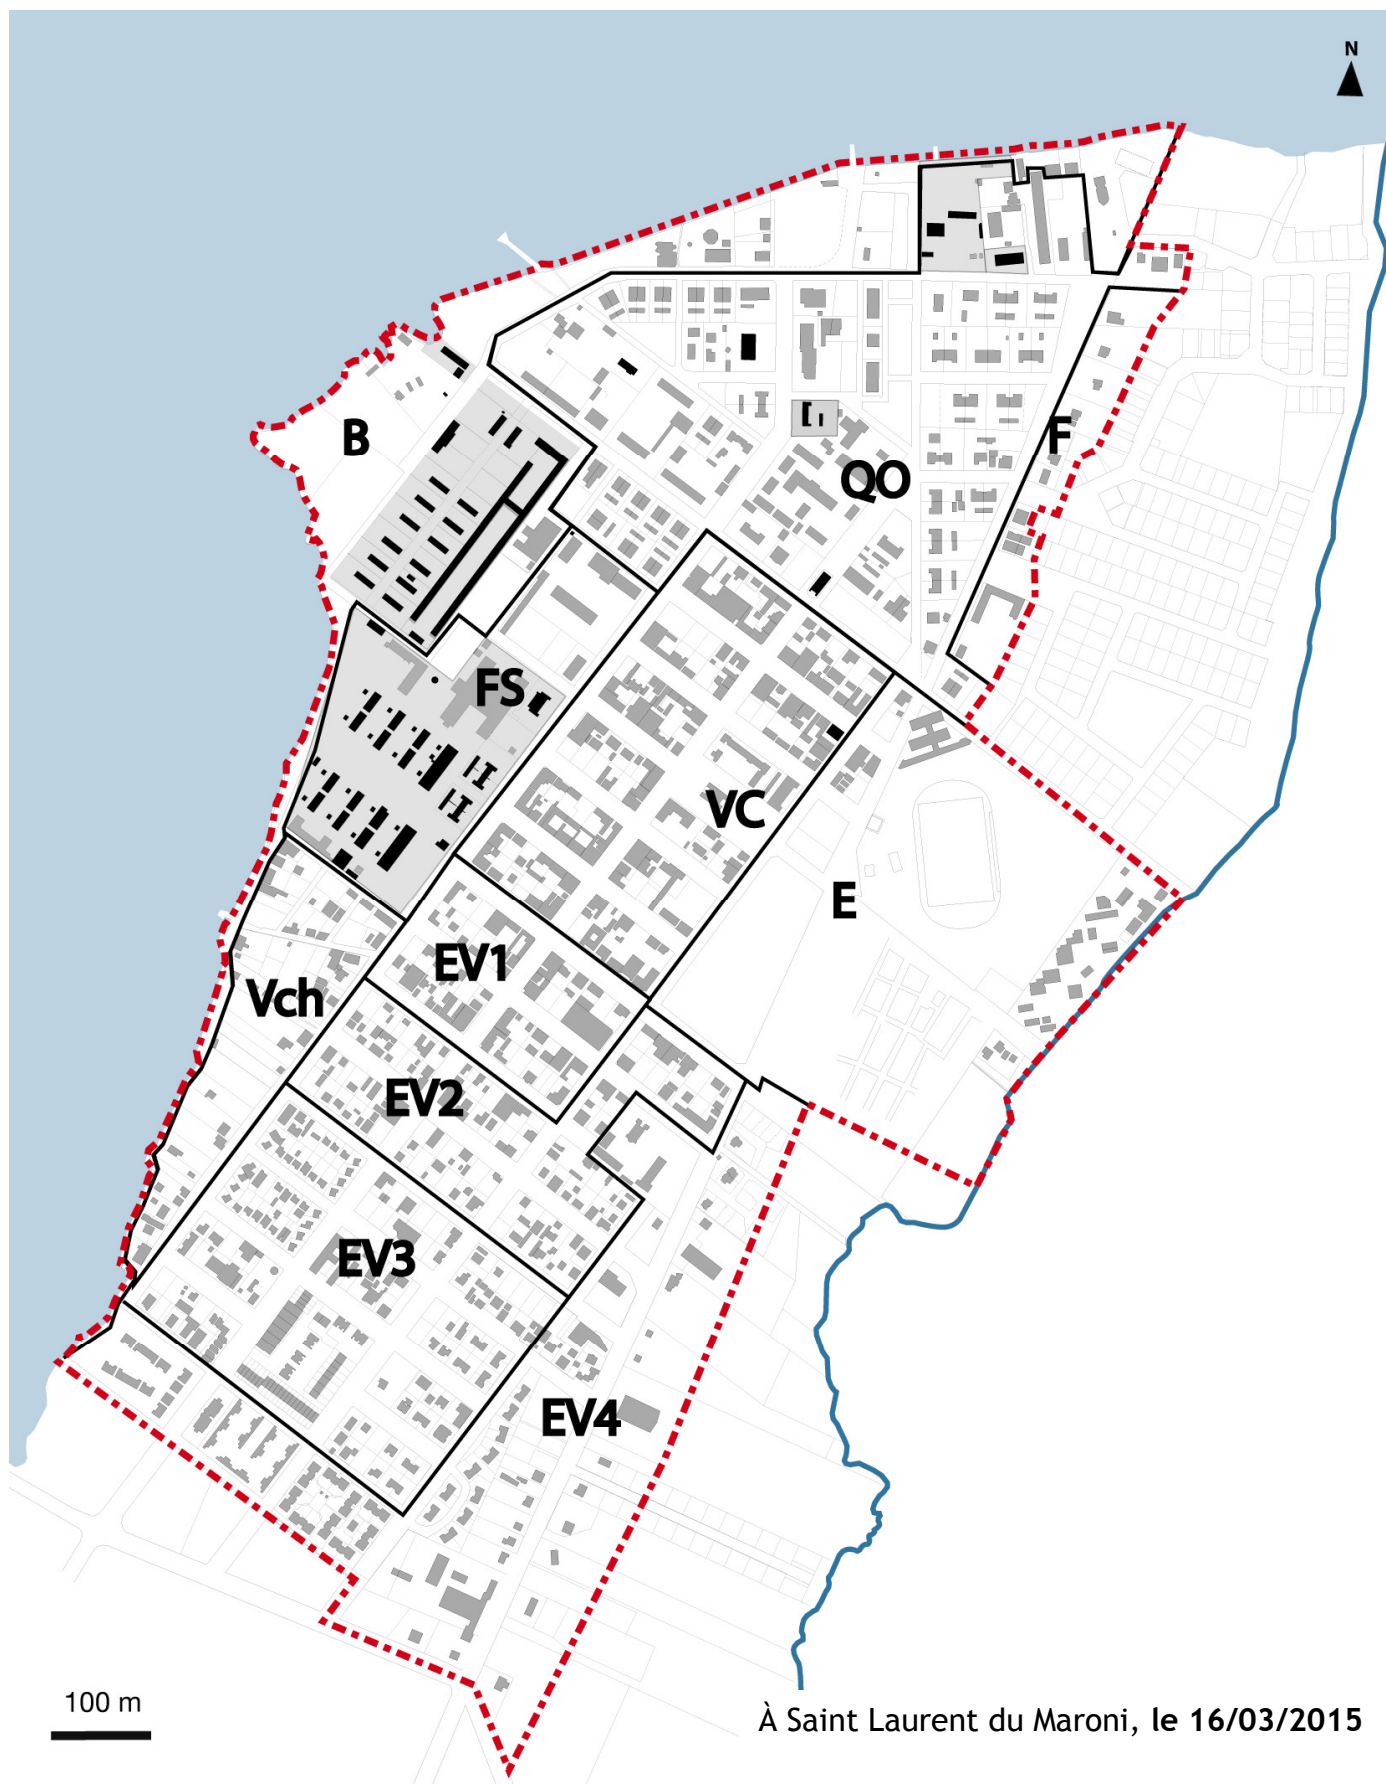 N
B
F
QO
FS
VC
E
EV1
Vch
EV2
EV3
EV4
100 m
À Saint Laurent du Maroni, le 16/03/2015